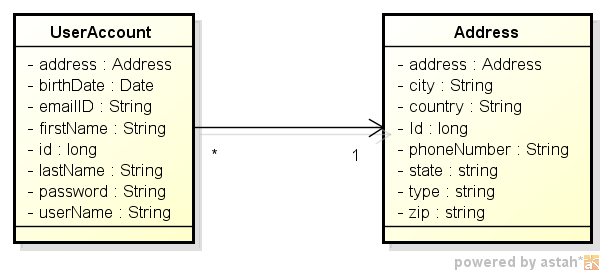 UserAccount
- address : Address
- birthDate : Date
- emailID : String
- firstName : String
- id : long
- lastName : String
- password : String
- userName : String
* 1
Address
- address : Address
- city : String
- country : String
- Id : long
- phoneNumber : String
- state : string
- type : string
- zip : string
powered by astah*